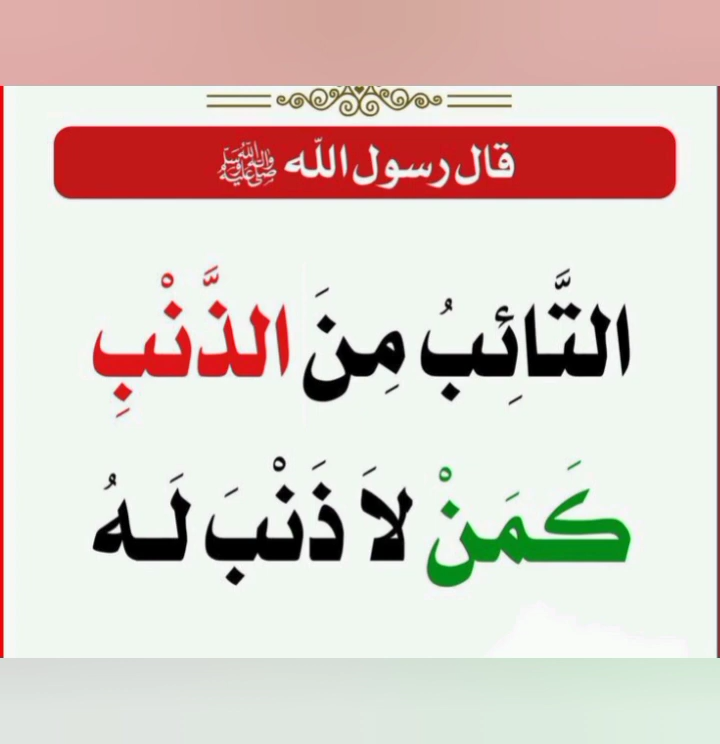 قال رسول الله ﷺ
التَّائِبُ مِنَ الذَّنْبِ
كَمَنْ لاَ ذَنْبَ لَهُ